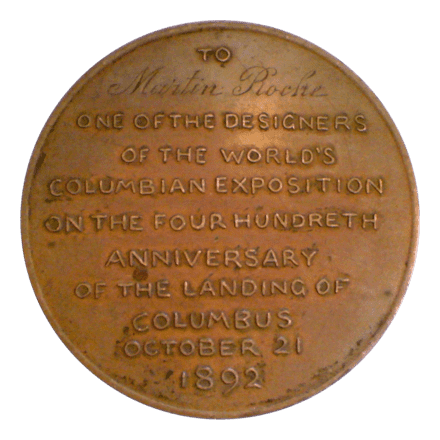 TO
Martin Roche
ONE OF THE DESIGNERS
OF THE WORLD'S
COLUMBIAN EXPOSITION
ON THE FOUR HUNDRETH
ANNIVERSARY
OF THE LANDING OF
COLUMBUS
OCTOBER 21
1892